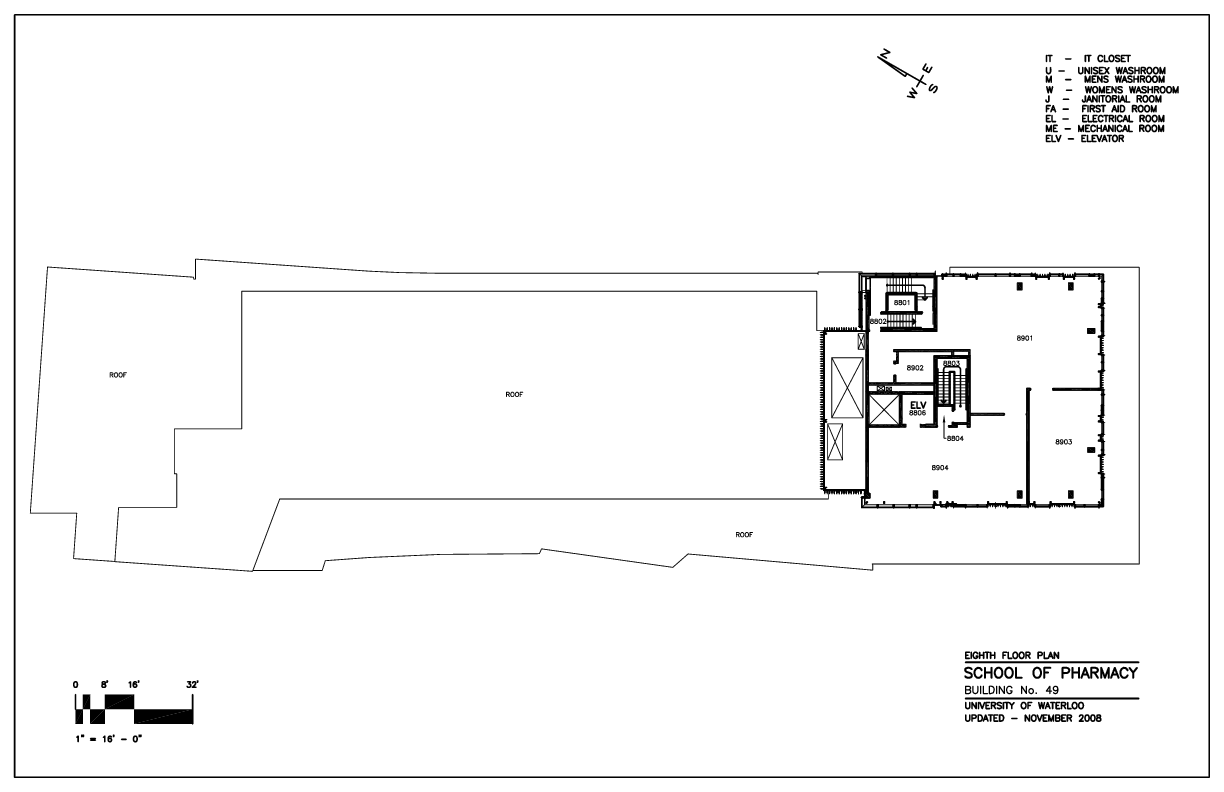 N
E
W
S
IT – IT CLOSET
U – UNISEX WASHROOM
M – MENS WASHROOM
W – WOMENS WASHROOM
J – JANITORIAL ROOM
FA – FIRST AID ROOM
EL – ELECTRICAL ROOM
ME – MECHANICAL ROOM
ELV – ELEVATOR
8801
8802
8901
8902
8803
ROOF
ROOF
ELV
8806
8804
8903
8904
ROOF
EIGHTH FLOOR PLAN
SCHOOL OF PHARMACY
BUILDING No. 49
UNIVERSITY OF WATERLOO
UPDATED – NOVEMBER 2008
0 8' 16' 32'
1" = 16' – 0"